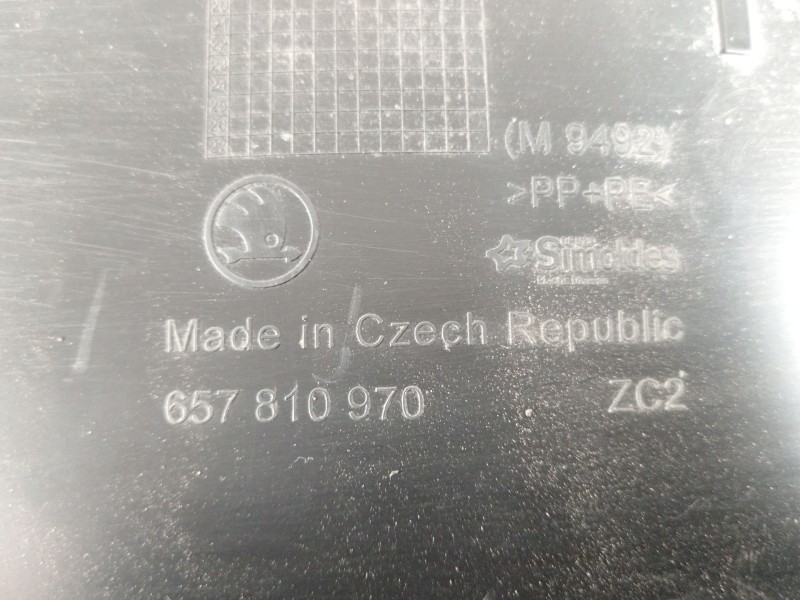 (M 9492)
>PP+PE<
Simoldes
Made in Czech Republic
657 810 970 ZC2